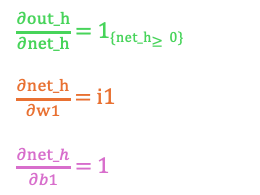 ∂out_h/∂net_h = 1{net_h≥ 0}
∂net_h/∂w1 = i1
∂net_h/∂b1 = 1